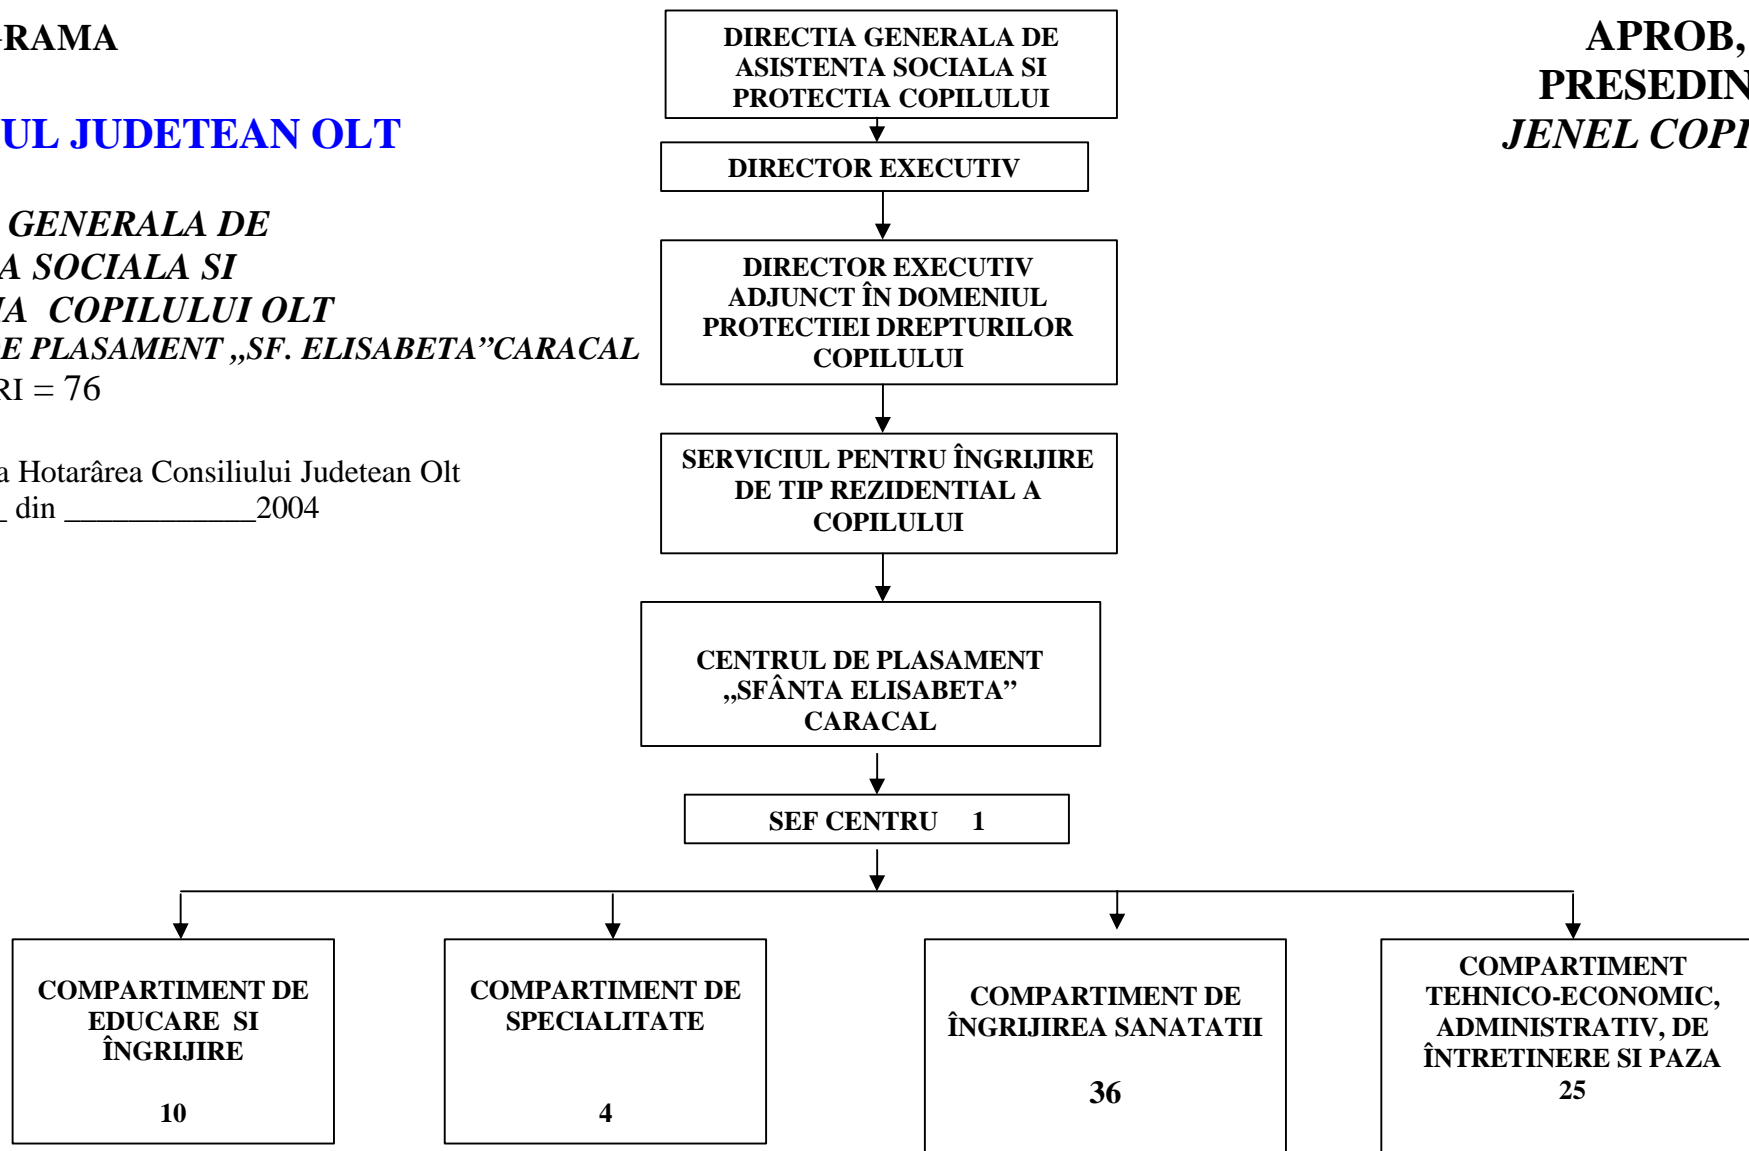 GRAMA
UL JUDETEAN OLT
GENERALA DE
A SOCIALA SI
IA COPILULUI OLT
DE PLASAMENT „SF. ELISABETA”CARACAL
RI = 76
a Hotarârea Consiliului Judetean Olt
_ din ____________2004
APROB,
PRESEDIN
JENEL COPI
DIRECTIA GENERALA DE
ASISTENTA SOCIALA SI
PROTECTIA COPILULUI
DIRECTOR EXECUTIV
DIRECTOR EXECUTIV
ADJUNCT ÎN DOMENIUL
PROTECTIEI DREPTURILOR
COPILULUI
SERVICIUL PENTRU ÎNGRIJIRE
DE TIP REZIDENTIAL A
COPILULUI
CENTRUL DE PLASAMENT
„SFÂNTA ELISABETA”
CARACAL
SEF CENTRU 1
COMPARTIMENT DE
EDUCARE SI
ÎNGRIJIRE
10
COMPARTIMENT DE
SPECIALITATE
4
COMPARTIMENT DE
ÎNGRIJIREA SANATATII
36
COMPARTIMENT
TEHNICO-ECONOMIC,
ADMINISTRATIV, DE
ÎNTRETINERE SI PAZA
25